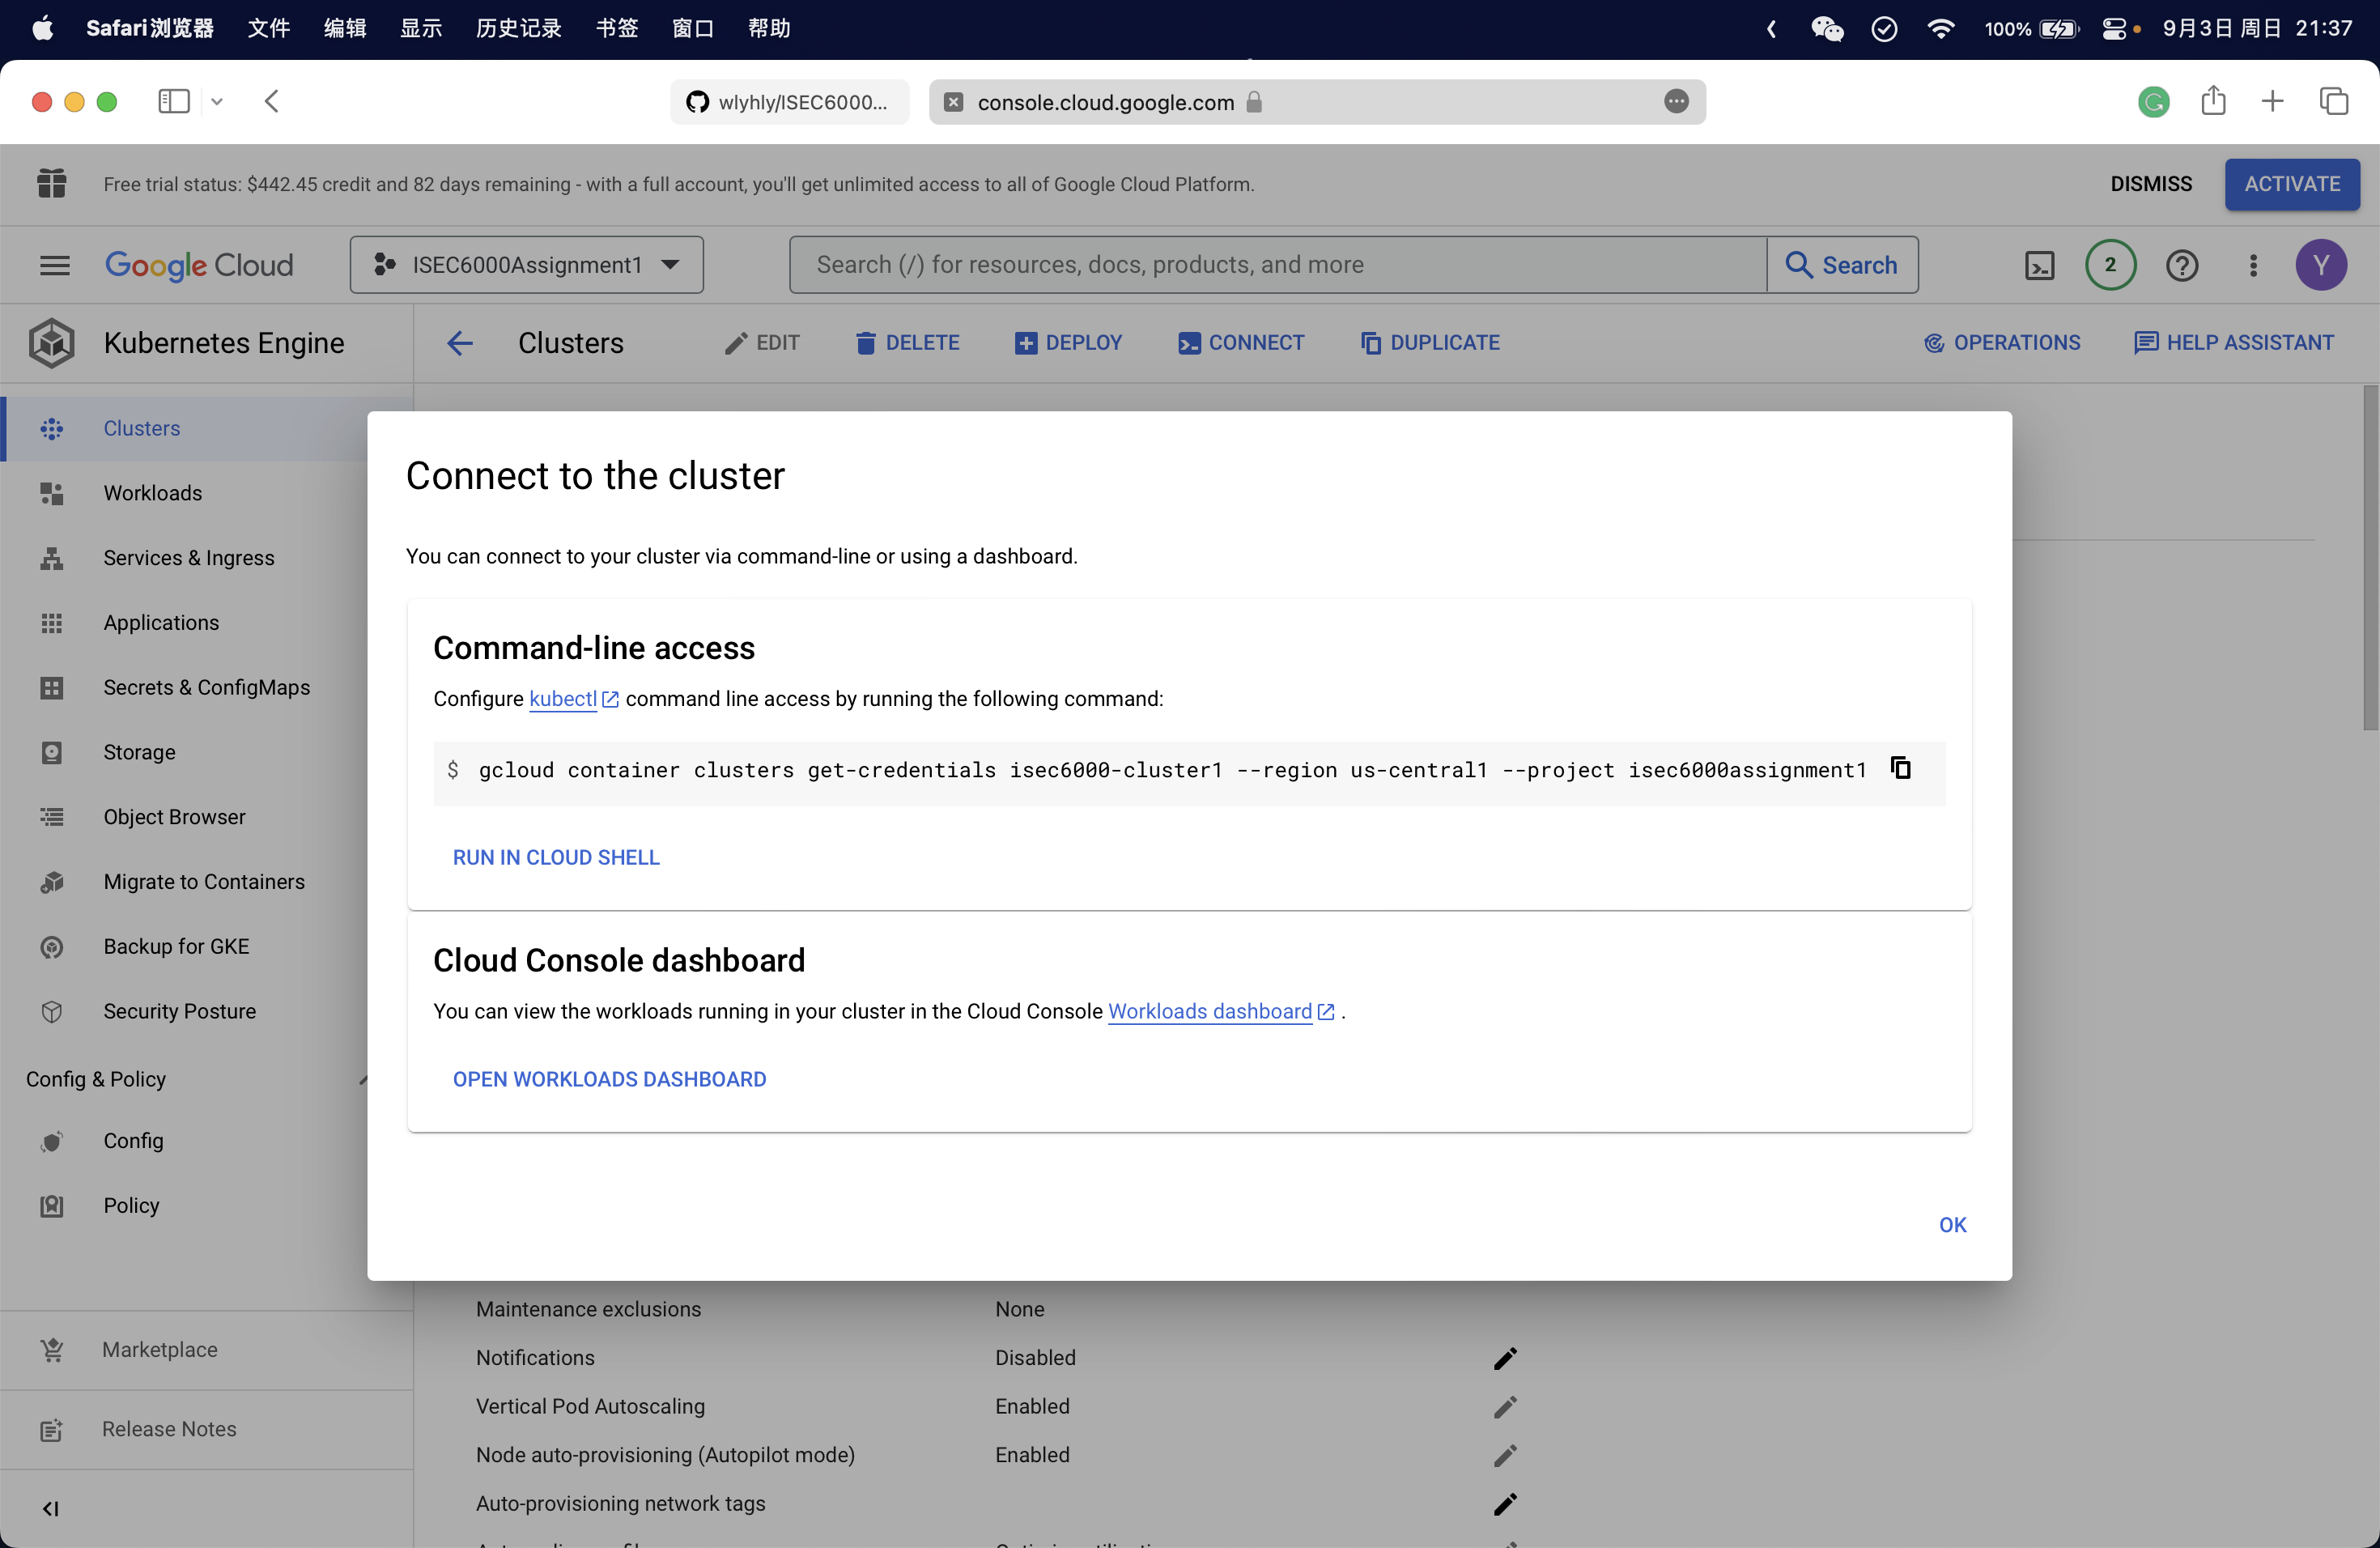 Safari浏览器 文件 编辑 显示 历史记录 书签 窗口 帮助 100% 9月3日 周日 21:37
wlyhly/ISEC6000... console.cloud.google.com
Free trial status: $442.45 credit and 82 days remaining - with a full account, you'll get unlimited access to all of Google Cloud Platform. DISMISS ACTIVATE
Google Cloud ISEC6000Assignment1 Search (/) for resources, docs, products, and more Search 2 Y
Kubernetes Engine Clusters EDIT DELETE DEPLOY CONNECT DUPLICATE OPERATIONS HELP ASSISTANT
Clusters
Workloads
Services & Ingress
Applications
Secrets & ConfigMaps
Storage
Object Browser
Migrate to Containers
Backup for GKE
Security Posture
Config & Policy
Config
Policy
Marketplace
Release Notes
Connect to the cluster
You can connect to your cluster via command-line or using a dashboard.
Command-line access
Configure kubectl command line access by running the following command:
$ gcloud container clusters get-credentials isec6000-cluster1 --region us-central1 --project isec6000assignment1
RUN IN CLOUD SHELL
Cloud Console dashboard
You can view the workloads running in your cluster in the Cloud Console Workloads dashboard .
OPEN WORKLOADS DASHBOARD
OK
Maintenance exclusions None
Notifications Disabled
Vertical Pod Autoscaling Enabled
Node auto-provisioning (Autopilot mode) Enabled
Auto-provisioning network tags